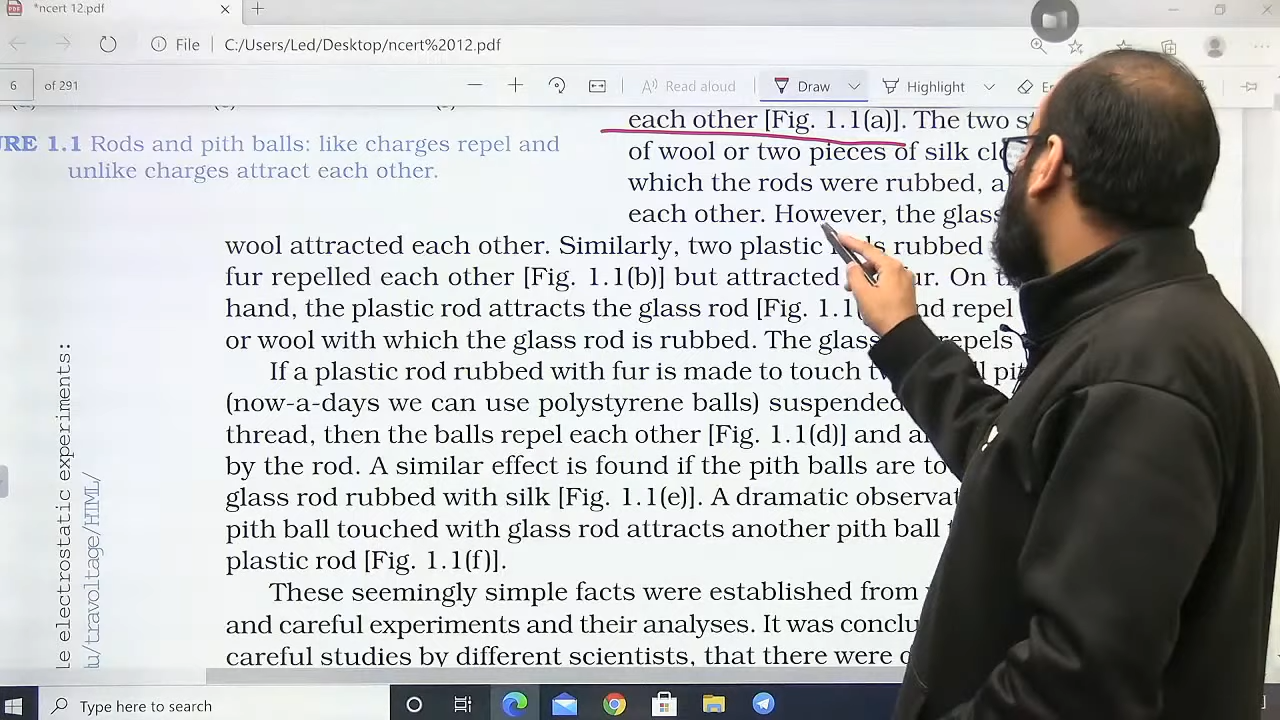 *ncert 12.pdf
File C:/Users/Led/Desktop/ncert%2012.pdf
6 of 291
Read aloud Draw Highlight
each other [Fig. 1.1(a)]. The two
URE 1.1 Rods and pith balls: like charges repel and
unlike charges attract each other.
of wool or two pieces of silk
which the rods were rubbed,
each other. However, the glass
wool attracted each other. Similarly, two plastic rubbed
fur repelled each other [Fig. 1.1(b)] but attracted fur. On
hand, the plastic rod attracts the glass rod [Fig. 1.1( and repel
or wool with which the glass rod is rubbed. The glass repels
If a plastic rod rubbed with fur is made to touch
(now-a-days we can use polystyrene balls) suspended
thread, then the balls repel each other [Fig. 1.1(d)] and
by the rod. A similar effect is found if the pith balls are
glass rod rubbed with silk [Fig. 1.1(e)]. A dramatic
pith ball touched with glass rod attracts another pith ball
plastic rod [Fig. 1.1(f)].
These seemingly simple facts were established from
and careful experiments and their analyses. It was
careful studies by different scientists, that there were
le electrostatic experiments:
u/travoltage/HTML/
Type here to search